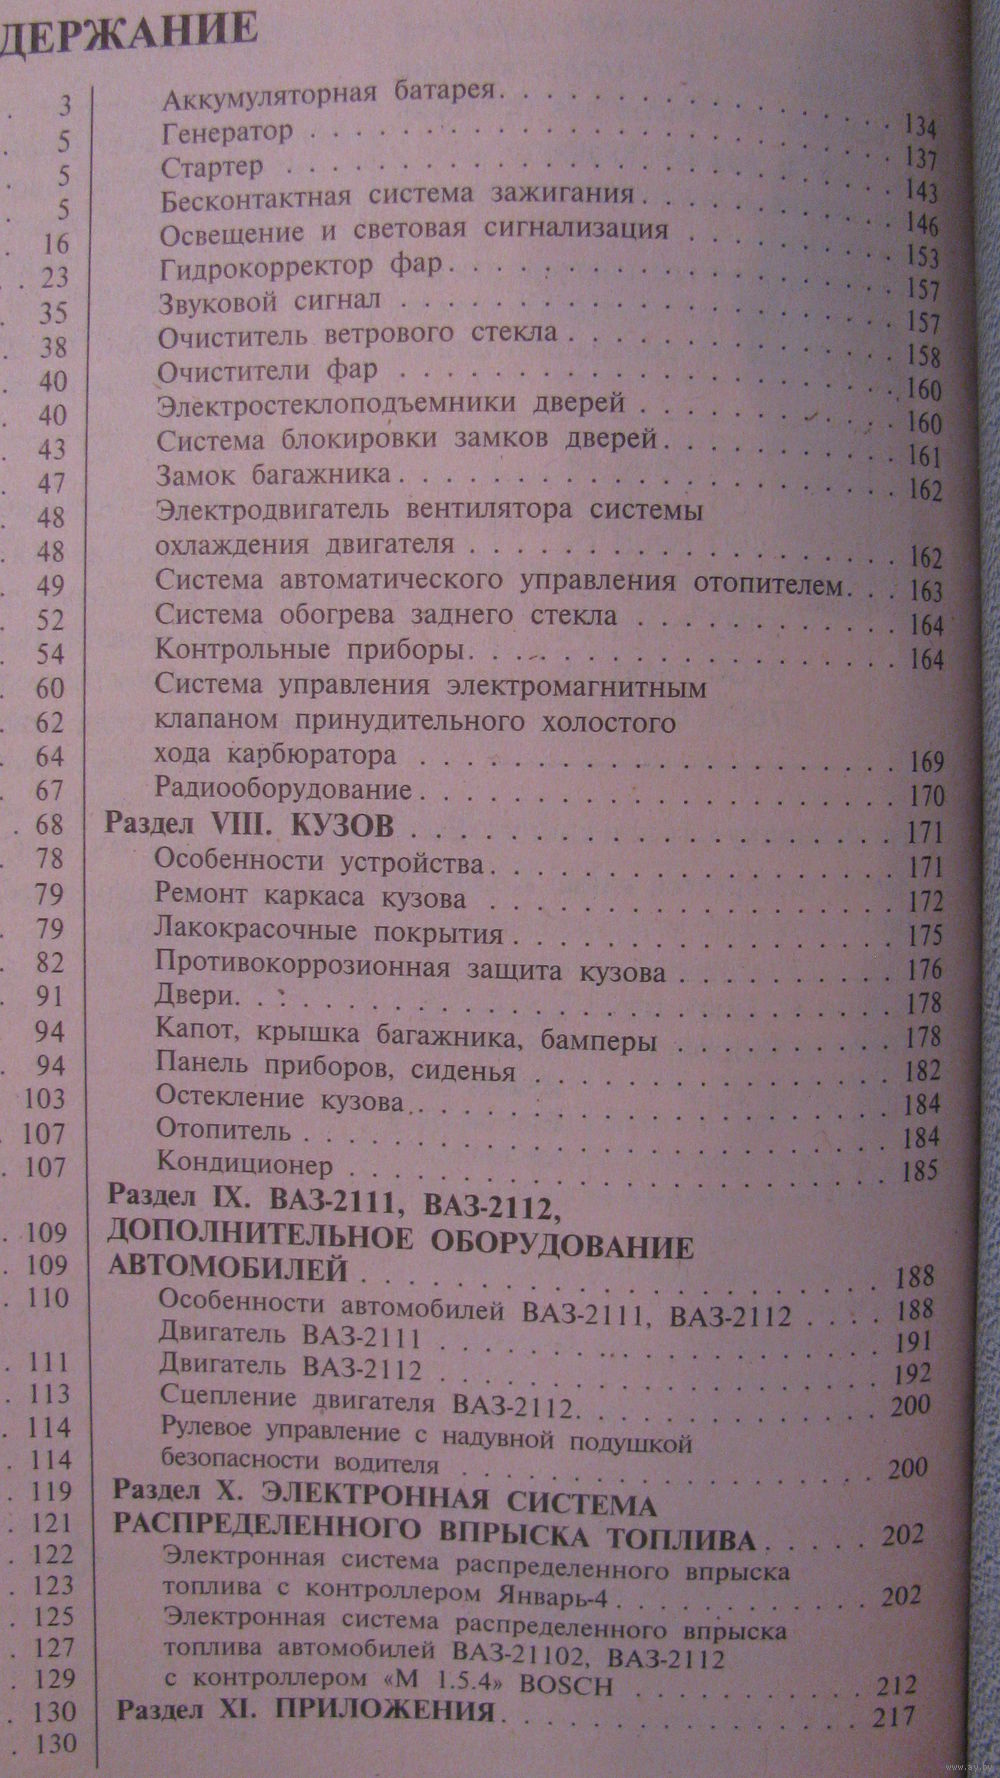 ДЕРЖАНИЕ
3
5
5
5
16
. . 23
35
38
40
40
43
47
48
48
49
52
54
60
62
64
67
. 68
78
79
79
82
91
94
94
103
107
107
109
109
110
111
113
114
114
119
121
122
123
125
127
129
130
130
Аккумуляторная батарея. . . . . . . . . . . . 134
Генератор . . . . . . . . . . . . . . . . . . 137
Стартер . . . . . . . . . . . . . . . . . . . 143
Бесконтактная система зажигания. . . . . . . . 146
Освещение и световая сигнализация . . . . . . . 153
Гидрокорректор фар. . . . . . . . . . . . . . 157
Звуковой сигнал . . . . . . . . . . . . . . . 157
Очиститель ветрового стекла . . . . . . . . . . 158
Очистители фар . . . . . . . . . . . . . . . . 160
Электростеклоподъемники дверей . . . . . . . . 160
Система блокировки замков дверей. . . . . . . . 161
Замок багажника . . . . . . . . . . . . . . . . 162
Электродвигатель вентилятора системы
охлаждения двигателя . . . . . . . . . . . . . 162
Система автоматического управления отопителем. . . 163
Система обогрева заднего стекла . . . . . . . . . 164
Контрольные приборы. . . . . . . . . . . . . . 164
Система управления электромагнитным
клапаном принудительного холостого
хода карбюратора . . . . . . . . . . . . . . . 169
Радиооборудование . . . . . . . . . . . . . . . 170
Раздел VIII. КУЗОВ . . . . . . . . . . . . . . . 171
Особенности устройства. . . . . . . . . . . . . 171
Ремонт каркаса кузова . . . . . . . . . . . . . 172
Лакокрасочные покрытия . . . . . . . . . . . . 175
Противокоррозионная защита кузова . . . . . . . 176
Двери. . . . . . . . . . . . . . . . . . . . . 178
Капот, крышка багажника, бамперы . . . . . . . 178
Панель приборов, сиденья . . . . . . . . . . . 182
Остекление кузова . . . . . . . . . . . . . . . 184
Отопитель . . . . . . . . . . . . . . . . . . 184
Кондиционер . . . . . . . . . . . . . . . . . 185
Раздел IX. ВАЗ-2111, ВАЗ-2112,
ДОПОЛНИТЕЛЬНОЕ ОБОРУДОВАНИЕ
АВТОМОБИЛЕЙ . . . . . . . . . . . . . . . . 188
Особенности автомобилей ВАЗ-2111, ВАЗ-2112 . . . . 188
Двигатель ВАЗ-2111 . . . . . . . . . . . . . . 191
Двигатель ВАЗ-2112 . . . . . . . . . . . . . . 192
Сцепление двигателя ВАЗ-2112. . . . . . . . . . 200
Рулевое управление с надувной подушкой
безопасности водителя . . . . . . . . . . . . . 200
Раздел X. ЭЛЕКТРОННАЯ СИСТЕМА
РАСПРЕДЕЛЕННОГО ВПРЫСКА ТОПЛИВА . . . . . 202
Электронная система распределенного впрыска
топлива с контроллером Январь-4 . . . . . . . . 202
Электронная система распределенного впрыска
топлива автомобилей ВАЗ-21102, ВАЗ-2112
с контроллером «М 1.5.4» BOSCH . . . . . . . . 212
Раздел XI. ПРИЛОЖЕНИЯ . . . . . . . . . . . . 217
www.ay.by